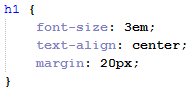 h1 {
    font-size: 3em;
    text-align: center;
    margin: 20px;
}